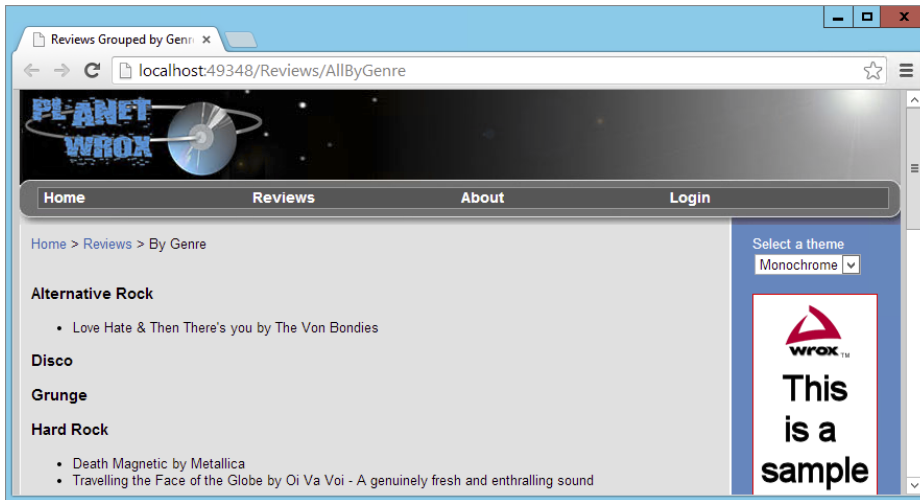 Reviews Grouped by Genr
localhost:49348/Reviews/AllByGenre
PLANET
WROX
Home Reviews About Login
Home > Reviews > By Genre
Select a theme
Monochrome
Alternative Rock
• Love Hate & Then There's you by The Von Bondies
Disco
Grunge
Hard Rock
• Death Magnetic by Metallica
• Travelling the Face of the Globe by Oi Va Voi - A genuinely fresh and enthralling sound
wrox TM
This
is a
sample